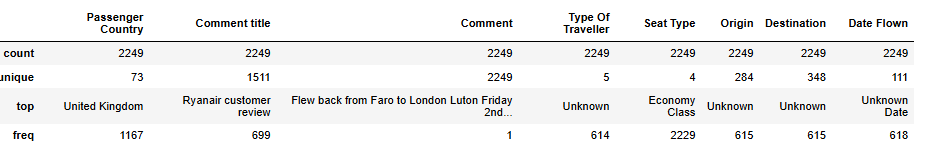 Passenger Country Comment title Comment Type Of Traveller Seat Type Origin Destination Date Flown
count 2249 2249 2249 2249 2249 2249 2249 2249
unique 73 1511 2249 5 4 284 348 111
top United Kingdom Ryanair customer review Flew back from Faro to London Luton Friday 2nd... Unknown Economy Class Unknown Unknown Unknown Date
freq 1167 699 1 614 2229 615 615 618